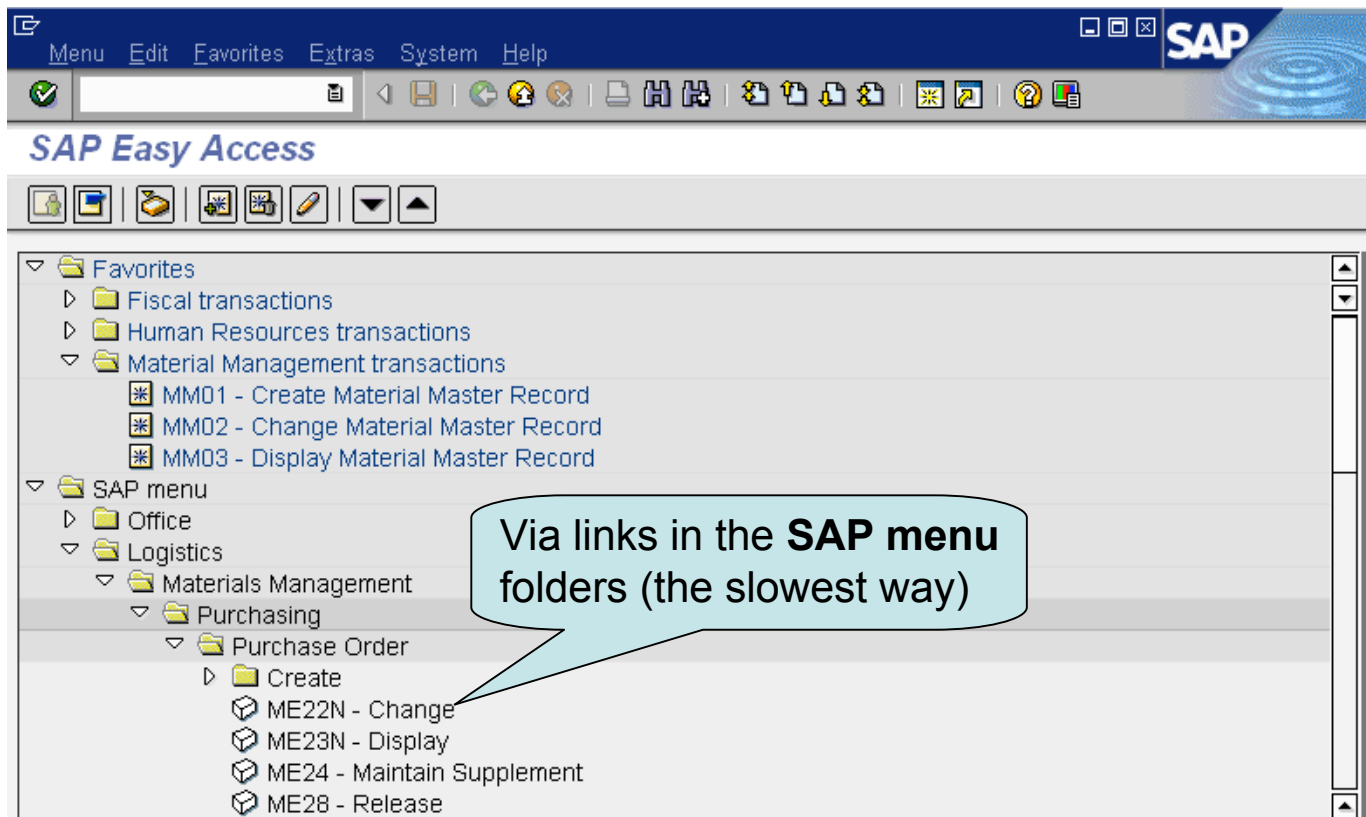 Menu Edit Favorites Extras System Help
SAP
SAP Easy Access
Favorites
Fiscal transactions
Human Resources transactions
Material Management transactions
MM01 - Create Material Master Record
MM02 - Change Material Master Record
MM03 - Display Material Master Record
SAP menu
Office
Logistics
Materials Management
Purchasing
Purchase Order
Create
ME22N - Change
ME23N - Display
ME24 - Maintain Supplement
ME28 - Release
Via links in the SAP menu
folders (the slowest way)